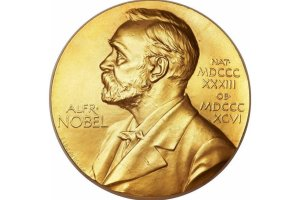 ALFR·
NOBEL
NAT·
MDCCC
XXXIII
OB·
MDCCC
XCVI